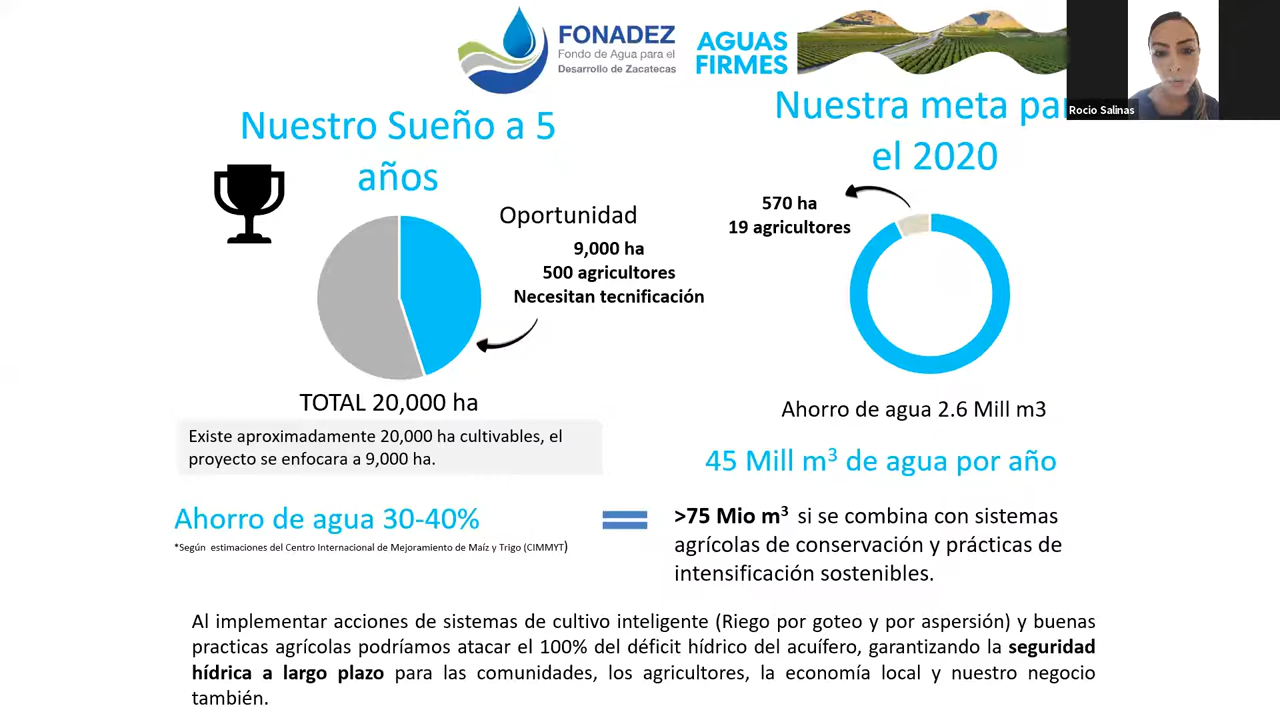 FONADEZ
Fondo de Agua para el
Desarrollo de Zacatecas
AGUAS
FIRMES
Rocio Salinas
Nuestro Sueño a 5
años
Oportunidad
9,000 ha
500 agricultores
Necesitan tecnificación
TOTAL 20,000 ha
Existe aproximadamente 20,000 ha cultivables, el
proyecto se enfocara a 9,000 ha.
Nuestra meta
el 2020
570 ha
19 agricultores
Ahorro de agua 2.6 Mill m3
45 Mill m³ de agua por año
Ahorro de agua 30-40%
*Según estimaciones del Centro Internacional de Mejoramiento de Maíz y Trigo (CIMMYT)
=
>75 Mio m³ si se combina con sistemas
agrícolas de conservación y prácticas de
intensificación sostenibles.
Al implementar acciones de sistemas de cultivo inteligente (Riego por goteo y por aspersión) y buenas
practicas agrícolas podríamos atacar el 100% del déficit hídrico del acuífero, garantizando la seguridad
hídrica a largo plazo para las comunidades, los agricultores, la economía local y nuestro negocio
también.